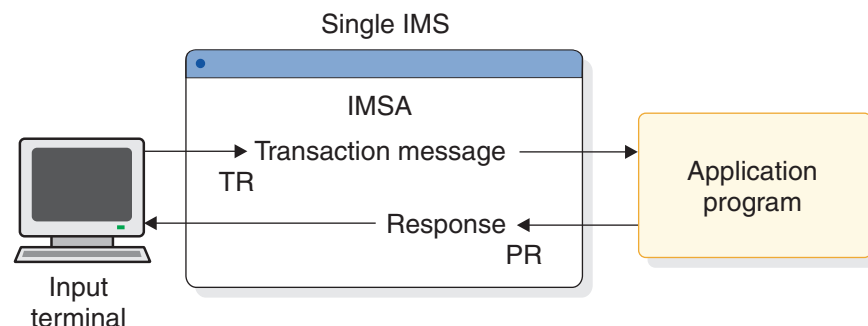 Single IMS
IMSA
Transaction message
TR
Application
program
Response
PR
Input
terminal